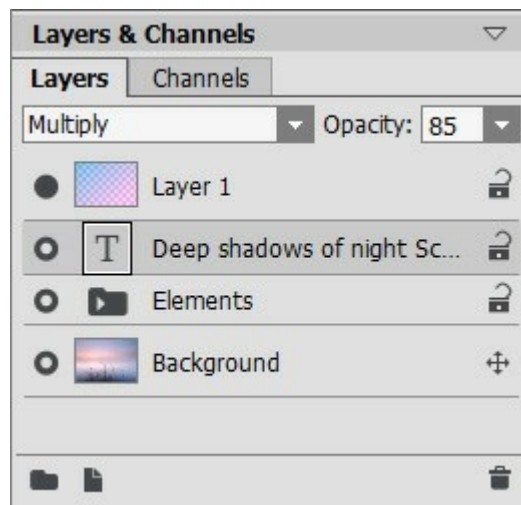 Layers & Channels
Layers Channels
Multiply Opacity: 85
Layer 1
T Deep shadows of night Sc...
Elements
Background